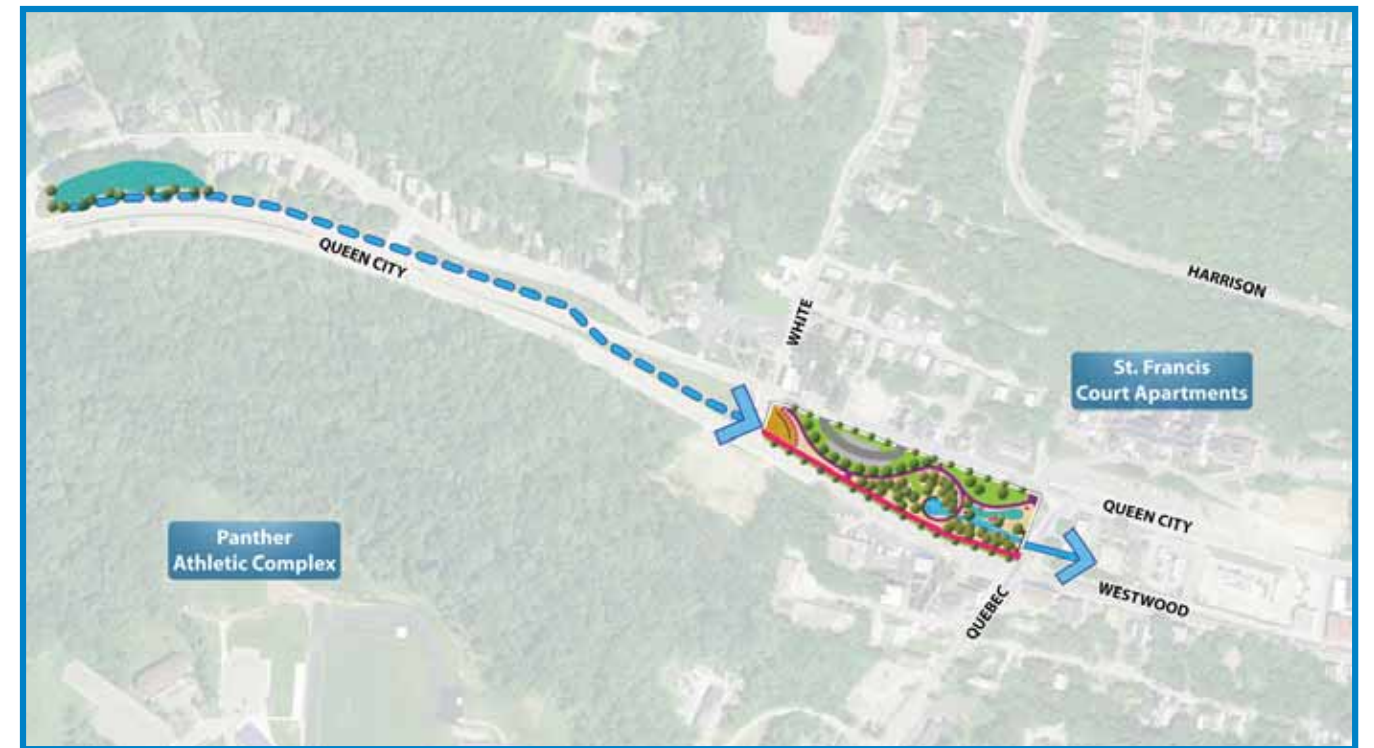 QUEEN CITY
HARRISON
WHITE
St. Francis
Court Apartments
QUEEN CITY
Panther
Athletic Complex
WESTWOOD
QUEBEC